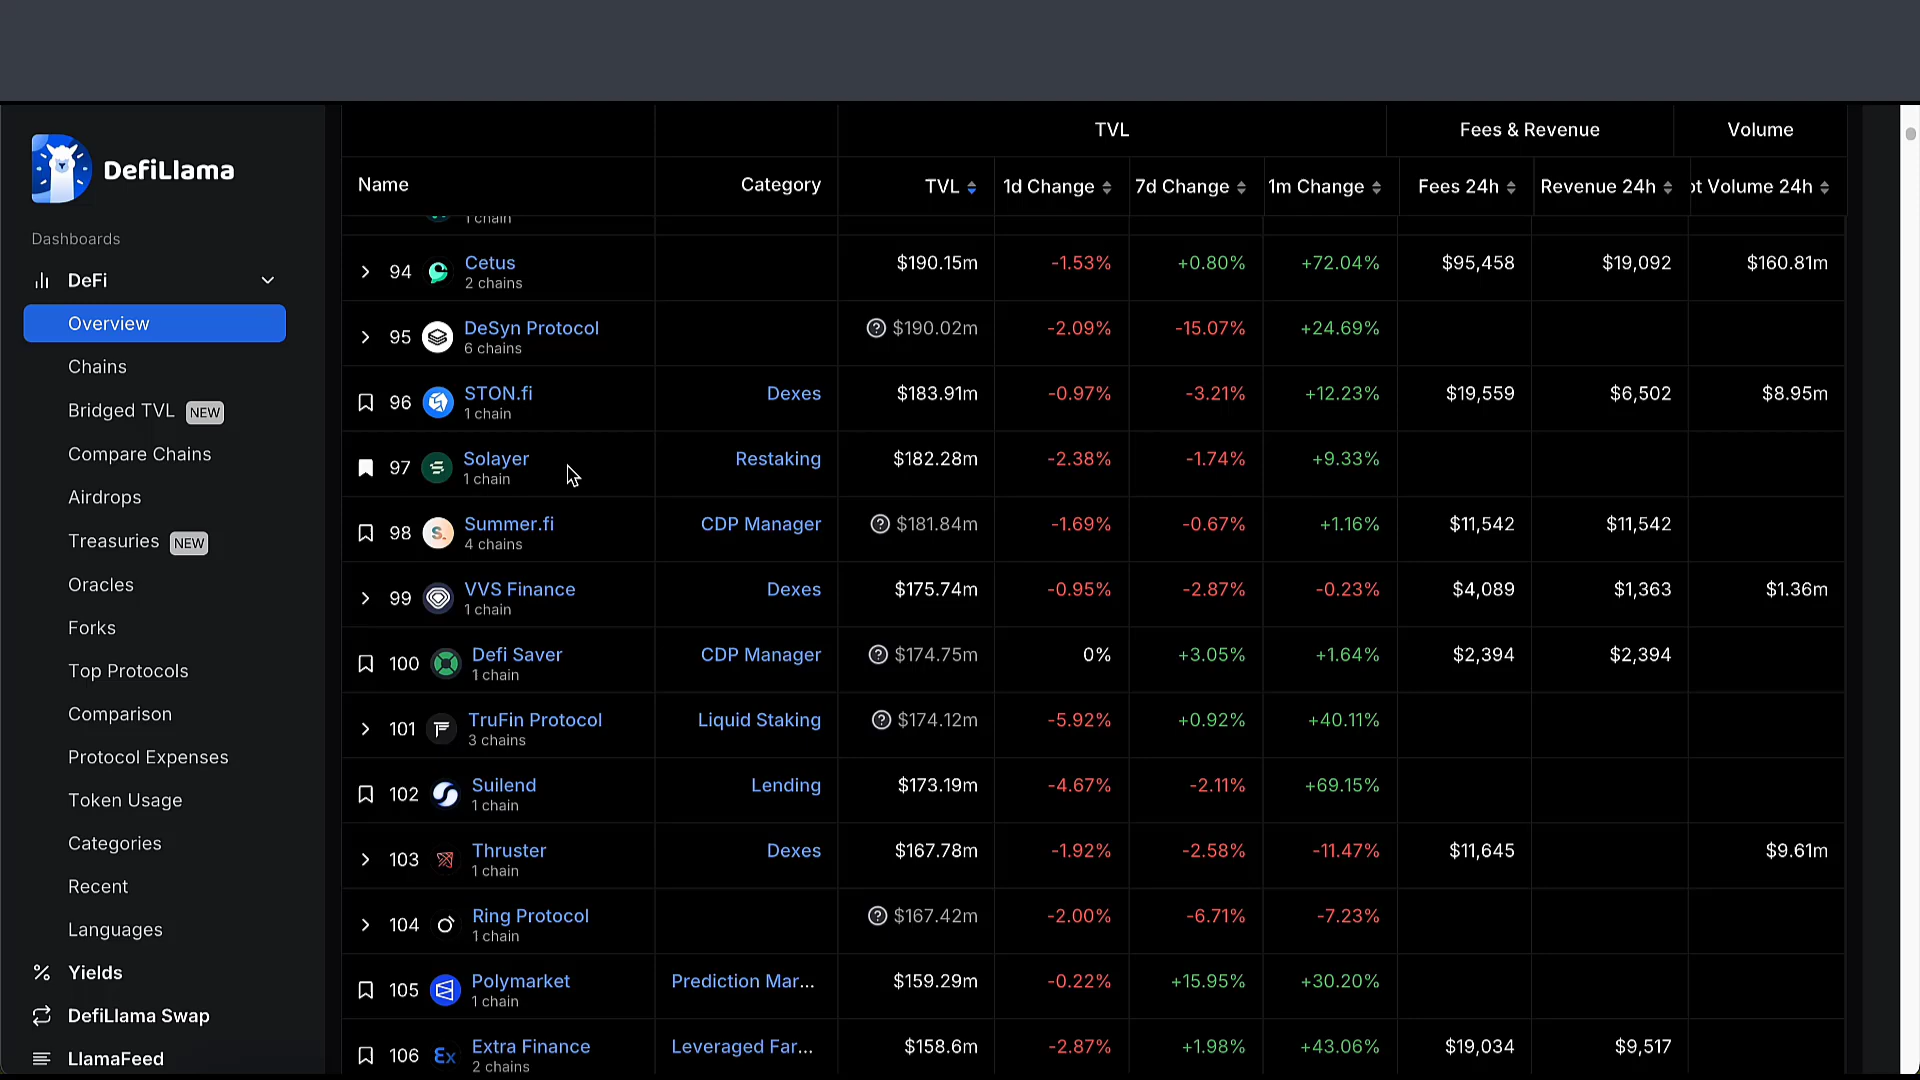 DefiLlama
Dashboards
DeFi
Overview
Chains
Bridged TVL NEW
Compare Chains
Airdrops
Treasuries NEW
Oracles
Forks
Top Protocols
Comparison
Protocol Expenses
Token Usage
Categories
Recent
Languages
Yields
DefiLlama Swap
LlamaFeed
TVL Fees & Revenue Volume
Name Category TVL 1d Change 7d Change 1m Change Fees 24h Revenue 24h ot Volume 24h
1 chain
94 Cetus $190.15m -1.53% +0.80% +72.04% $95,458 $19,092 $160.81m
2 chains
95 DeSyn Protocol $190.02m -2.09% -15.07% +24.69%
6 chains
96 STON.fi Dexes $183.91m -0.97% -3.21% +12.23% $19,559 $6,502 $8.95m
1 chain
97 Solayer Restaking $182.28m -2.38% -1.74% +9.33%
1 chain
98 Summer.fi CDP Manager $181.84m -1.69% -0.67% +1.16% $11,542 $11,542
4 chains
99 VVS Finance Dexes $175.74m -0.95% -2.87% -0.23% $4,089 $1,363 $1.36m
1 chain
100 Defi Saver CDP Manager $174.75m 0% +3.05% +1.64% $2,394 $2,394
1 chain
101 TruFin Protocol Liquid Staking $174.12m -5.92% +0.92% +40.11%
3 chains
102 Suilend Lending $173.19m -4.67% -2.11% +69.15%
1 chain
103 Thruster Dexes $167.78m -1.92% -2.58% -11.47% $11,645 $9.61m
1 chain
104 Ring Protocol $167.42m -2.00% -6.71% -7.23%
1 chain
105 Polymarket Prediction Mar... $159.29m -0.22% +15.95% +30.20%
1 chain
106 Extra Finance Leveraged Far... $158.6m -2.87% +1.98% +43.06% $19,034 $9,517
2 chains